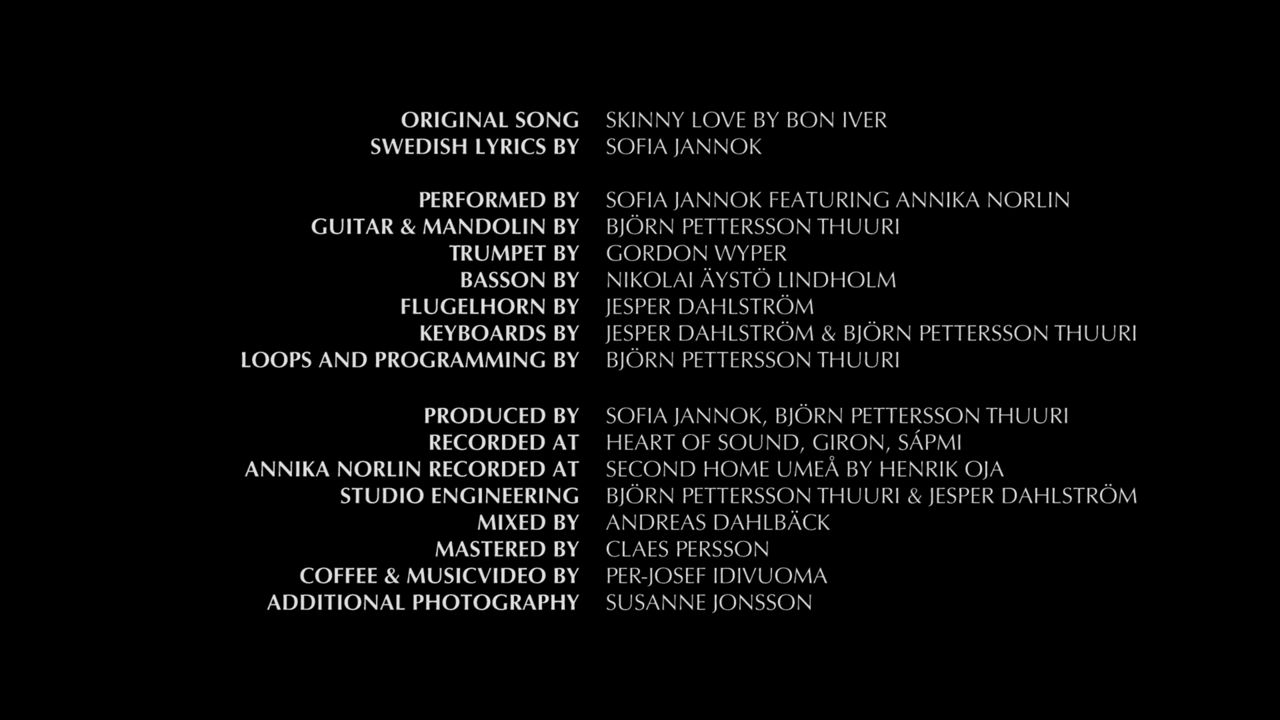 ORIGINAL SONG SKINNY LOVE BY BON IVER
SWEDISH LYRICS BY SOFIA JANNOK
PERFORMED BY SOFIA JANNOK FEATURING ANNIKA NORLIN
GUITAR & MANDOLIN BY BJÖRN PETTERSSON THUURI
TRUMPET BY GORDON WYPER
BASSON BY NIKOLAI ÄYSTÖ LINDHOLM
FLUGELHORN BY JESPER DAHLSTRÖM
KEYBOARDS BY JESPER DAHLSTRÖM & BJÖRN PETTERSSON THUURI
LOOPS AND PROGRAMMING BY BJÖRN PETTERSSON THUURI
PRODUCED BY SOFIA JANNOK, BJÖRN PETTERSSON THUURI
RECORDED AT HEART OF SOUND, GIRON, SÁPMI
ANNIKA NORLIN RECORDED AT SECOND HOME UMEÅ BY HENRIK OJA
STUDIO ENGINEERING BJÖRN PETTERSSON THUURI & JESPER DAHLSTRÖM
MIXED BY ANDREAS DAHLBÄCK
MASTERED BY CLAES PERSSON
COFFEE & MUSICVIDEO BY PER-JOSEF IDIVUOMA
ADDITIONAL PHOTOGRAPHY SUSANNE JONSSON